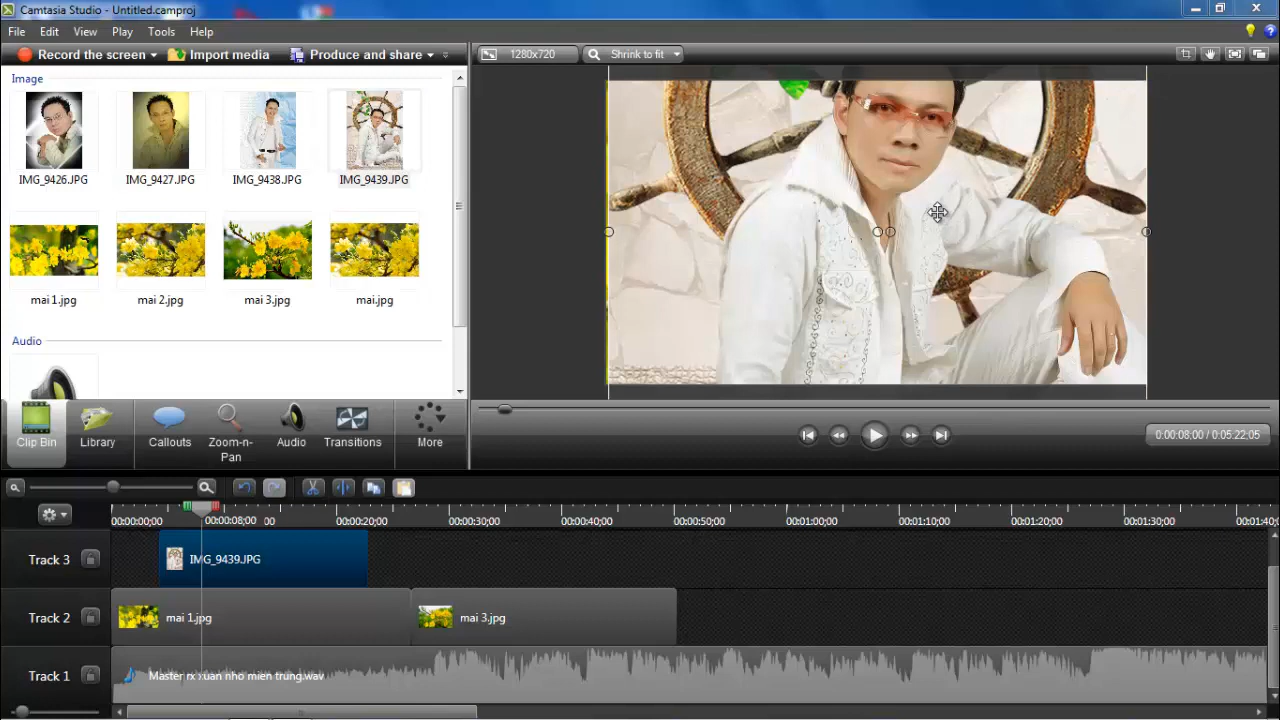 Camtasia Studio - Untitled.camproj
File Edit View Play Tools Help
Record the screen Import media Produce and share
1280x720 Shrink to fit
Image
IMG_9426.JPG IMG_9427.JPG IMG_9438.JPG IMG_9439.JPG
mai 1.jpg mai 2.jpg mai 3.jpg mai.jpg
Audio
Clip Bin Library Callouts Zoom-n-Pan Audio Transitions More
0:00:08;00 / 0:05:22;05
00:00:00;00 00:00:08;00 00 00:00:20;00 00:00:30;00 00:00:40;00 00:00:50;00 00:01:00;00 00:01:10;00 00:01:20;00 00:01:30;00 00:01:40;0
Track 3 IMG_9439.JPG
Track 2 mai 1.jpg mai 3.jpg
Track 1 Master rx xuan nho mien trung.wav